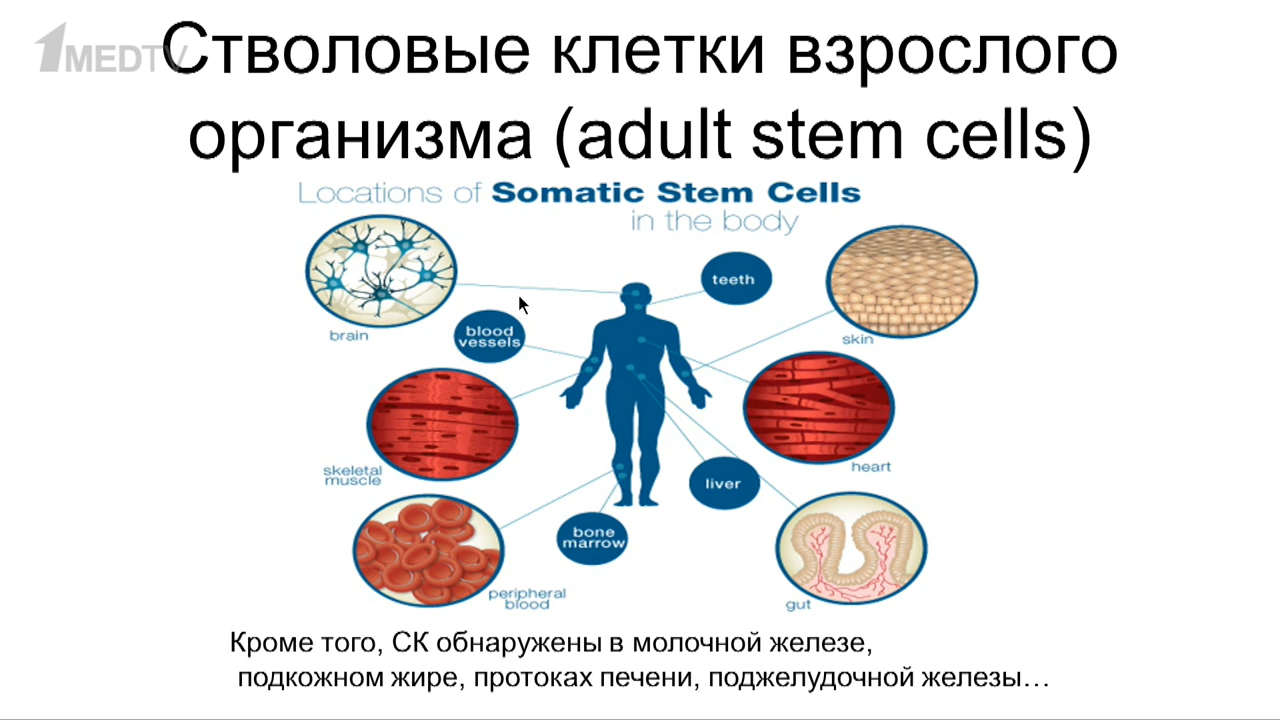 1MEDTV
Стволовые клетки взрослого
организма (adult stem cells)
Locations of Somatic Stem Cells
in the body
brain
blood
vessels
teeth
skin
skeletal
muscle
heart
liver
bone
marrow
peripheral
blood
gut
Кроме того, СК обнаружены в молочной железе,
подкожном жире, протоках печени, поджелудочной железы…